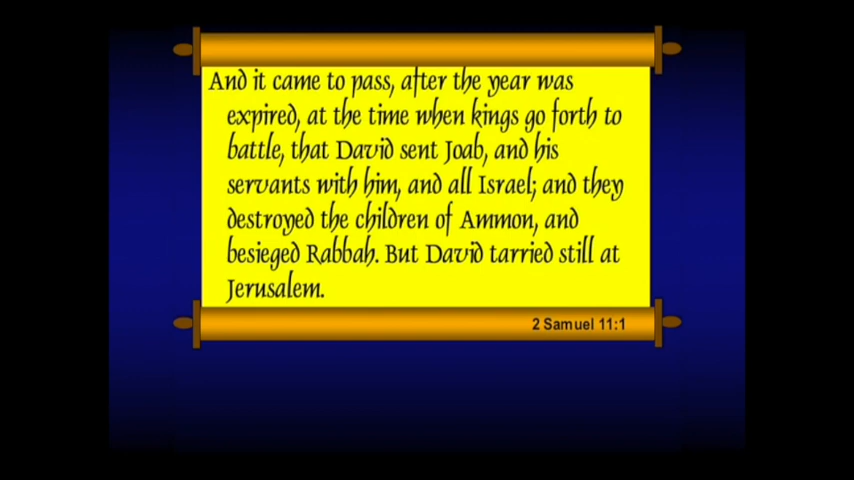 And it came to pass, after the year was
expired, at the time when kings go forth to
battle, that David sent Joab, and his
servants with him, and all Israel; and they
destroyed the children of Ammon, and
besieged Rabbah. But David tarried still at
Jerusalem.
2 Samuel 11:1